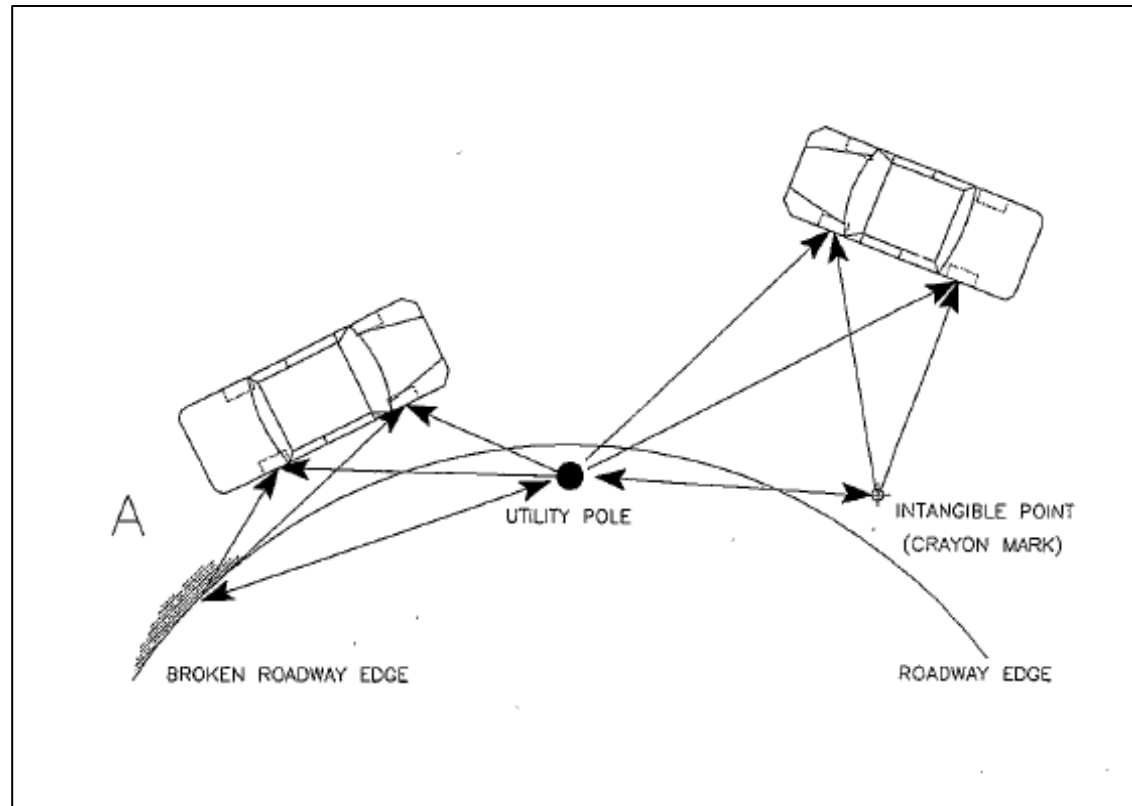 A
UTILITY POLE
INTANGIBLE POINT
(CRAYON MARK)
BROKEN ROADWAY EDGE
ROADWAY EDGE